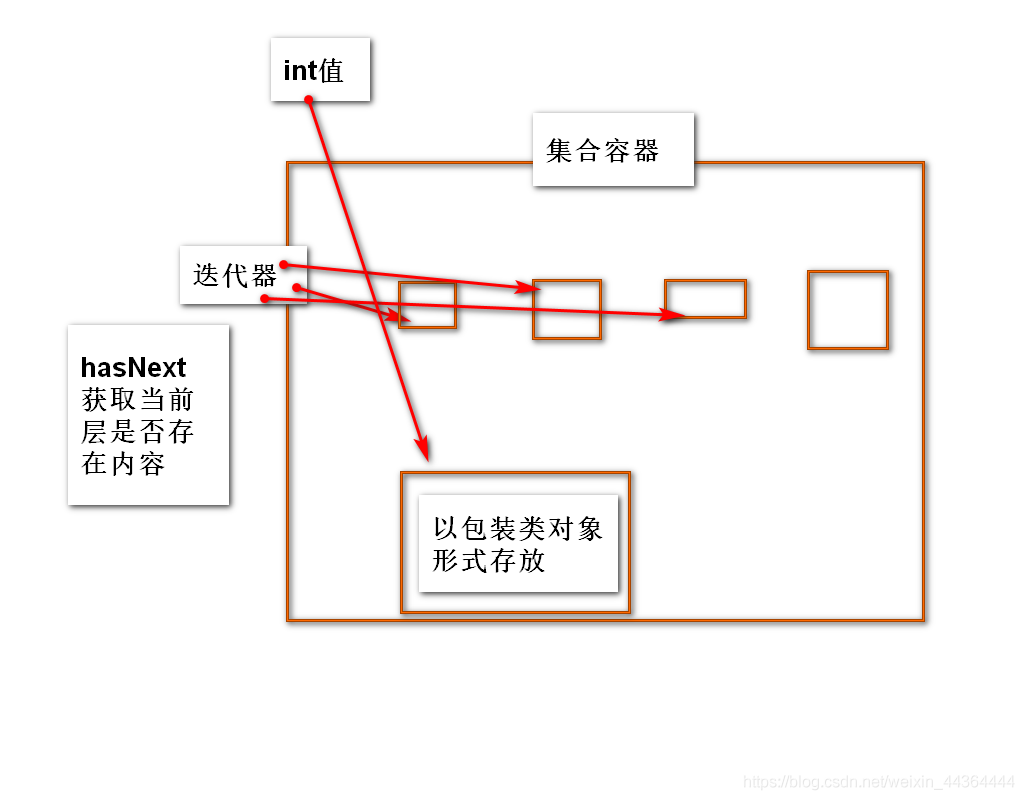 int值
集合容器
迭代器
hasNext
获取当前
层是否存
在内容
以包装类对象
形式存放
https://blog.csdn.net/weixin_44364444